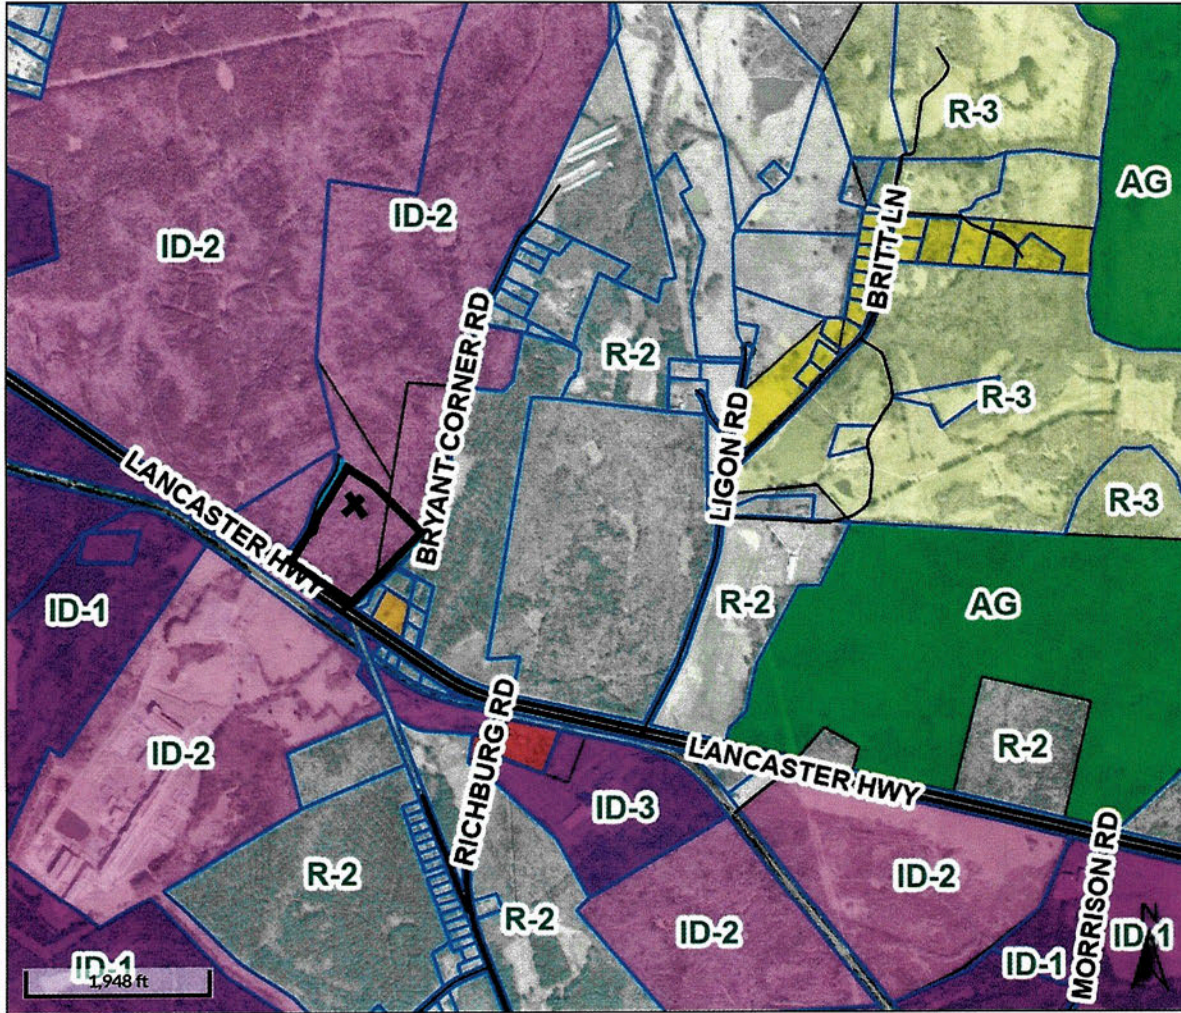 R-3
AG
ID-2
ID-2
BRITT LN
BRYANT CORNER RD
R-2
R-3
LIGON RD
LANCASTER HWY
R-3
ID-1
R-2
AG
RICHBURG RD
ID-2
R-2
LANCASTER HWY
ID-3
MORRISON RD
R-2
ID-2
R-2
ID-2
ID-1
ID-1
ID-1
N
1,948 ft